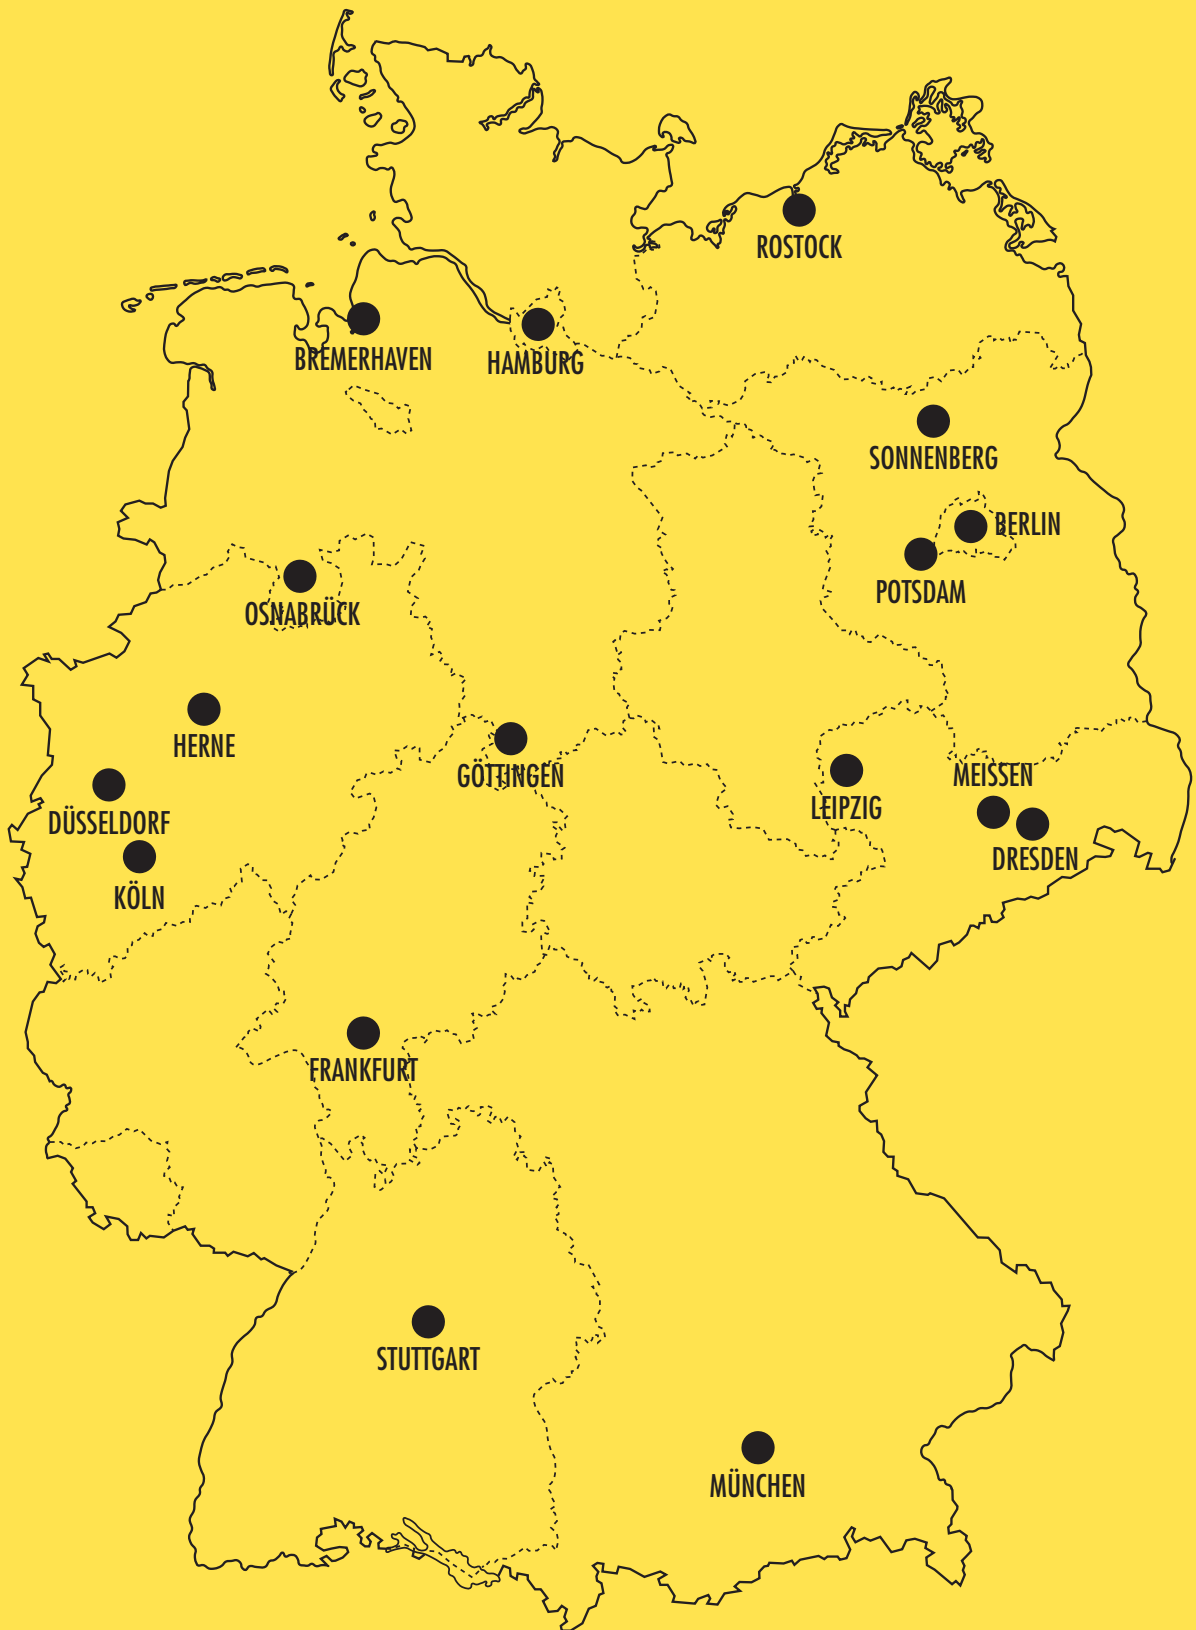 ROSTOCK
BREMERHAVEN
HAMBURG
SONNENBERG
BERLIN
POTSDAM
OSNABRÜCK
HERNE
GÖTTINGEN
MEISSEN
LEIPZIG
DÜSSELDORF
DRESDEN
KÖLN
FRANKFURT
STUTTGART
MÜNCHEN